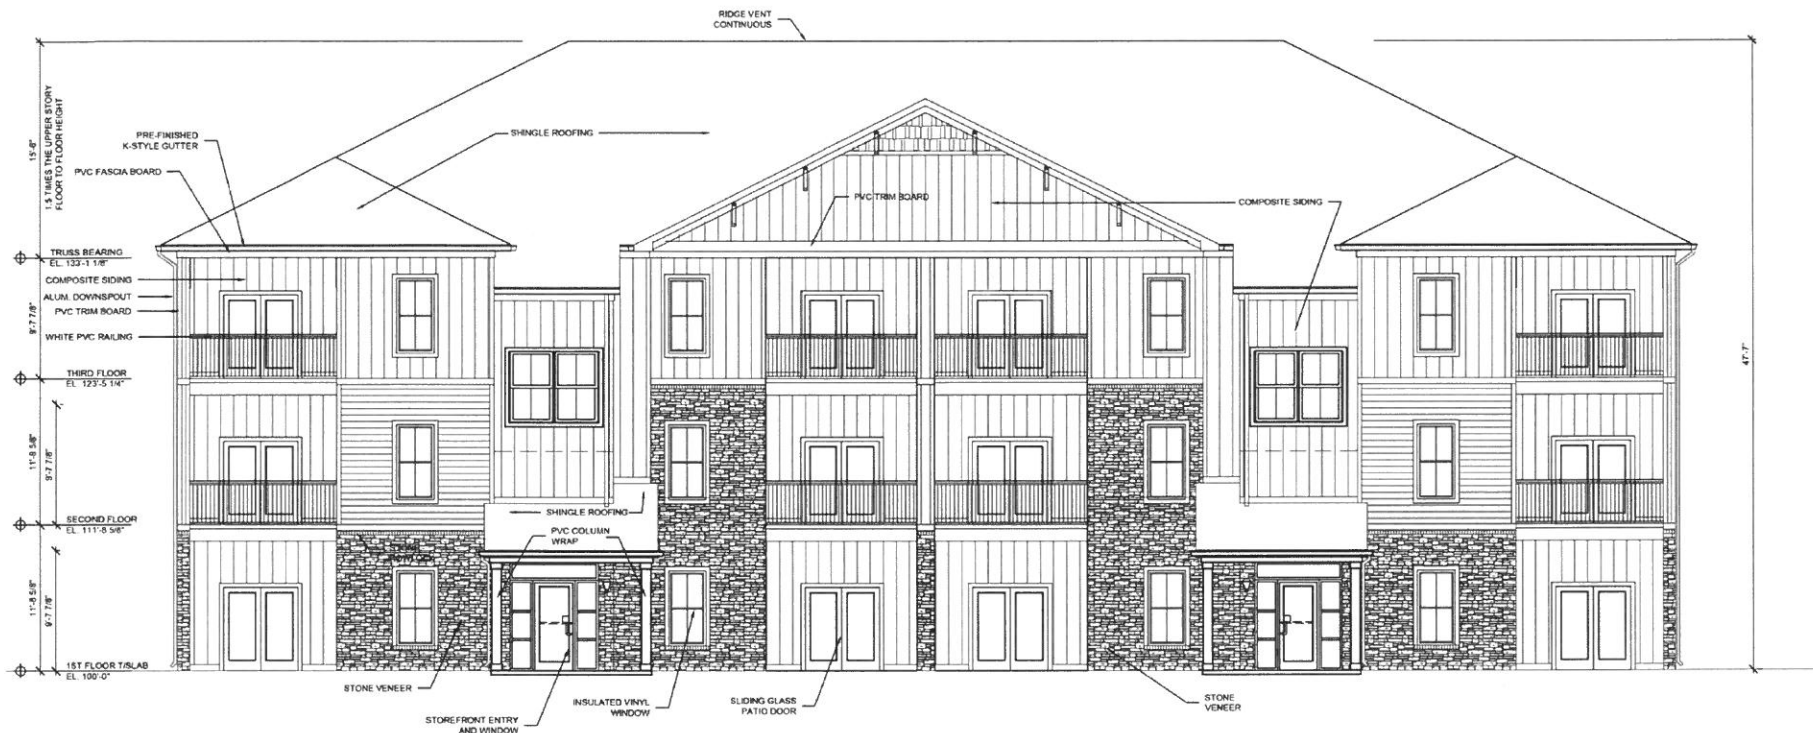 RIDGE VENT
CONTINUOUS
15'-6"
1.5 TIMES THE UPPER STORY
FLOOR TO FLOOR HEIGHT
PRE-FINISHED
K-STYLE GUTTER
PVC FASCIA BOARD
SHINGLE ROOFING
PVC TRIM BOARD
COMPOSITE SIDING
TRUSS BEARING
EL. 133'-1 1/8"
COMPOSITE SIDING
ALUM. DOWNSPOUT
PVC TRIM BOARD
9'-7 7/8"
WHITE PVC RAILING
47'-7"
THIRD FLOOR
EL. 123'-5 1/4"
11'-8 5/8"
9'-7 7/8"
SECOND FLOOR
EL. 111'-8 5/8"
SHINGLE ROOFING
PVC COLUMN
WRAP
11'-8 5/8"
9'-7 7/8"
1ST FLOOR T/SLAB
EL. 100'-0"
STONE VENEER
STOREFRONT ENTRY
AND WINDOW
INSULATED VINYL
WINDOW
SLIDING GLASS
PATIO DOOR
STONE
VENEER